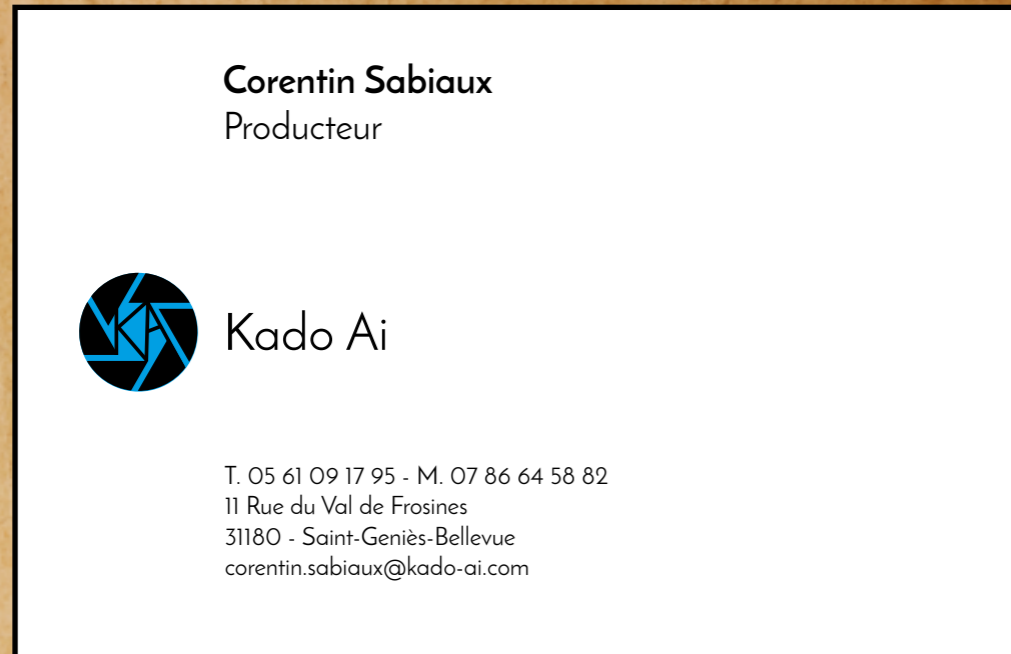 Corentin Sabiaux
Producteur
KA
Kado Ai
T. 05 61 09 17 95 - M. 07 86 64 58 82
11 Rue du Val de Frosines
31180 - Saint-Geniès-Bellevue
corentin.sabiaux@kado-ai.com